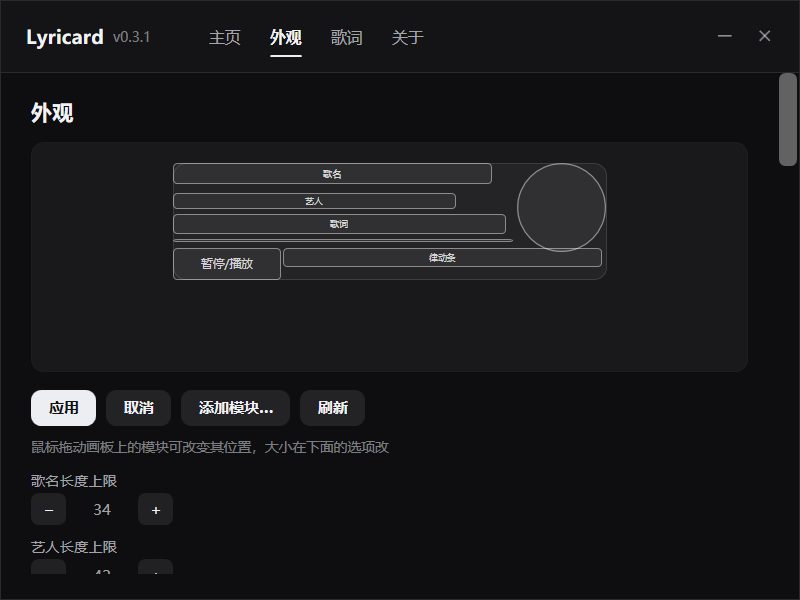 Lyricard v0.3.1 主页 外观 歌词 关于
外观
歌名
艺人
歌词
暂停/播放
律动条
应用 取消 添加模块... 刷新
鼠标拖动画板上的模块可改变其位置，大小在下面的选项改
歌名长度上限
− 34 +
艺人长度上限